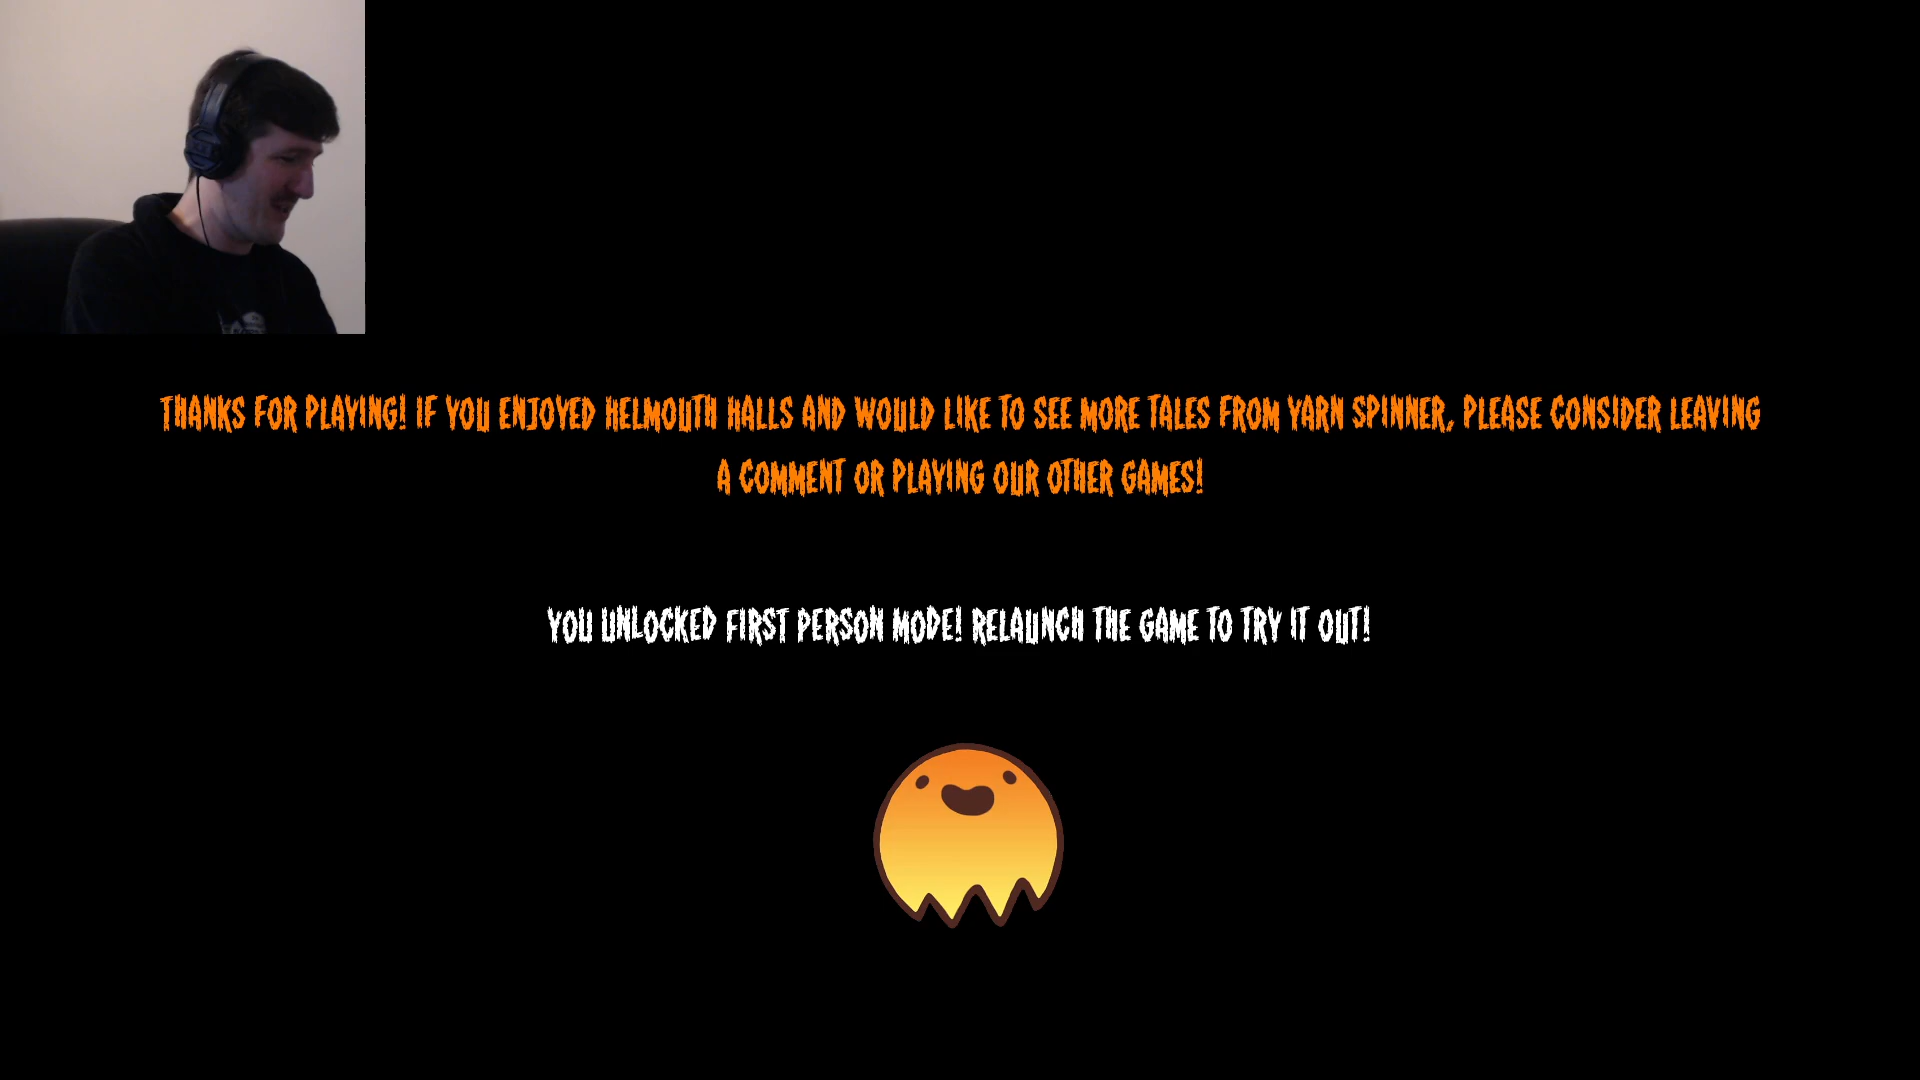 THANKS FOR PLAYING! IF YOU ENJOYED HELMOUTH HALLS AND WOULD LIKE TO SEE MORE TALES FROM YARN SPINNER, PLEASE CONSIDER LEAVING
A COMMENT OR PLAYING OUR OTHER GAMES!
YOU UNLOCKED FIRST PERSON MODE! RELAUNCH THE GAME TO TRY IT OUT!